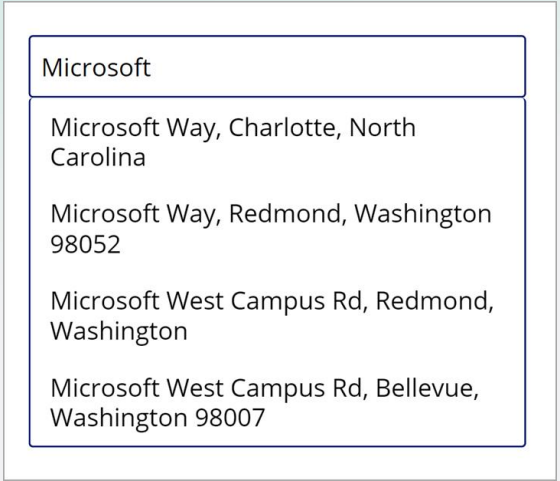 Microsoft
Microsoft Way, Charlotte, North
Carolina
Microsoft Way, Redmond, Washington
98052
Microsoft West Campus Rd, Redmond,
Washington
Microsoft West Campus Rd, Bellevue,
Washington 98007